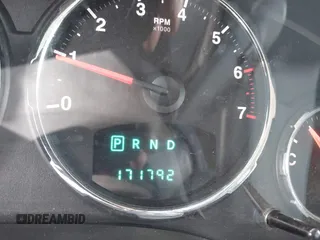 0 1 2 3 4 5 6 7
RPM
x1000
P R N D
171792
C
DREAMBID